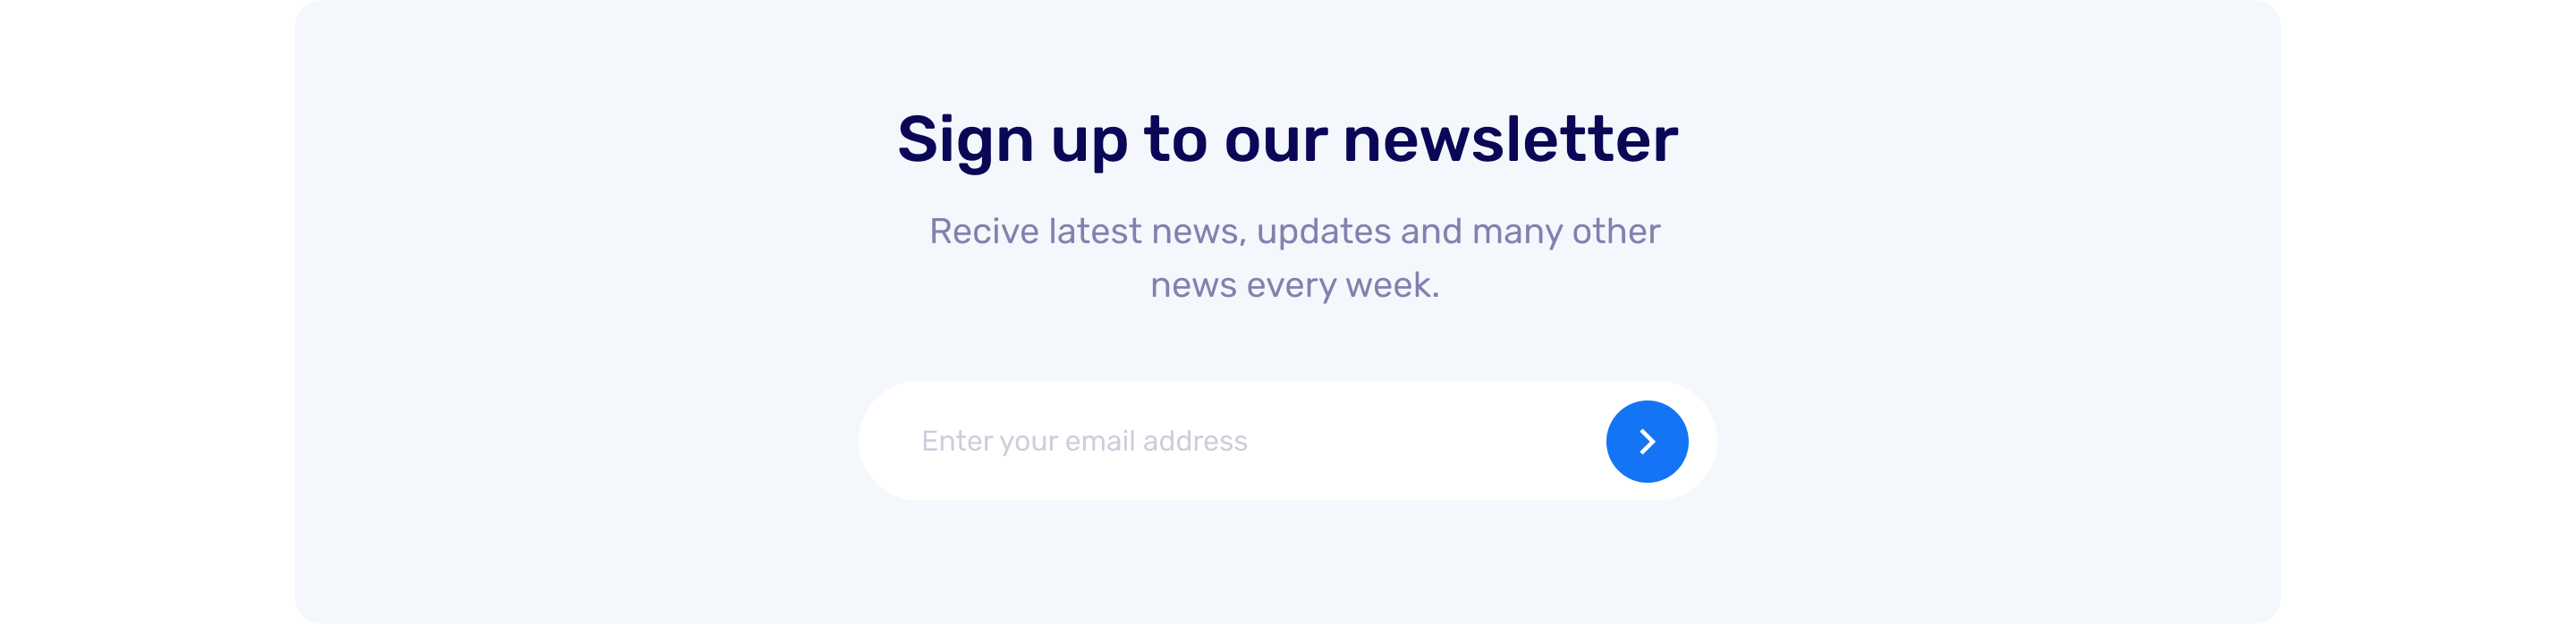 Sign up to our newsletter
Recive latest news, updates and many other
news every week.
Enter your email address